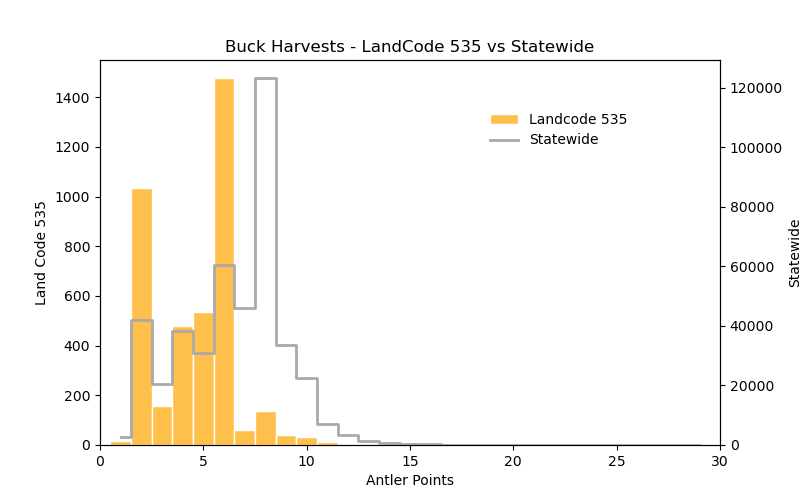 Buck Harvests - LandCode 535 vs Statewide
1400
1200
1000
800
600
400
200
0
Land Code 535
Landcode 535
Statewide
120000
100000
80000
60000
40000
20000
0
Statewide
0 5 10 15 20 25 30
Antler Points